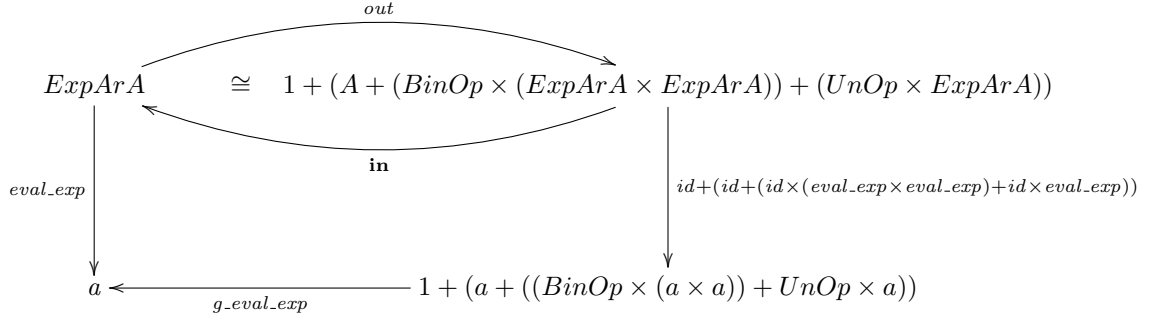 out
ExpArA ≅ 1 + (A + (BinOp × (ExpArA × ExpArA)) + (UnOp × ExpArA))
in
eval_exp id+(id+(id×(eval_exp×eval_exp)+id×eval_exp))
a 1 + (a + ((BinOp × (a × a)) + UnOp × a))
g_eval_exp